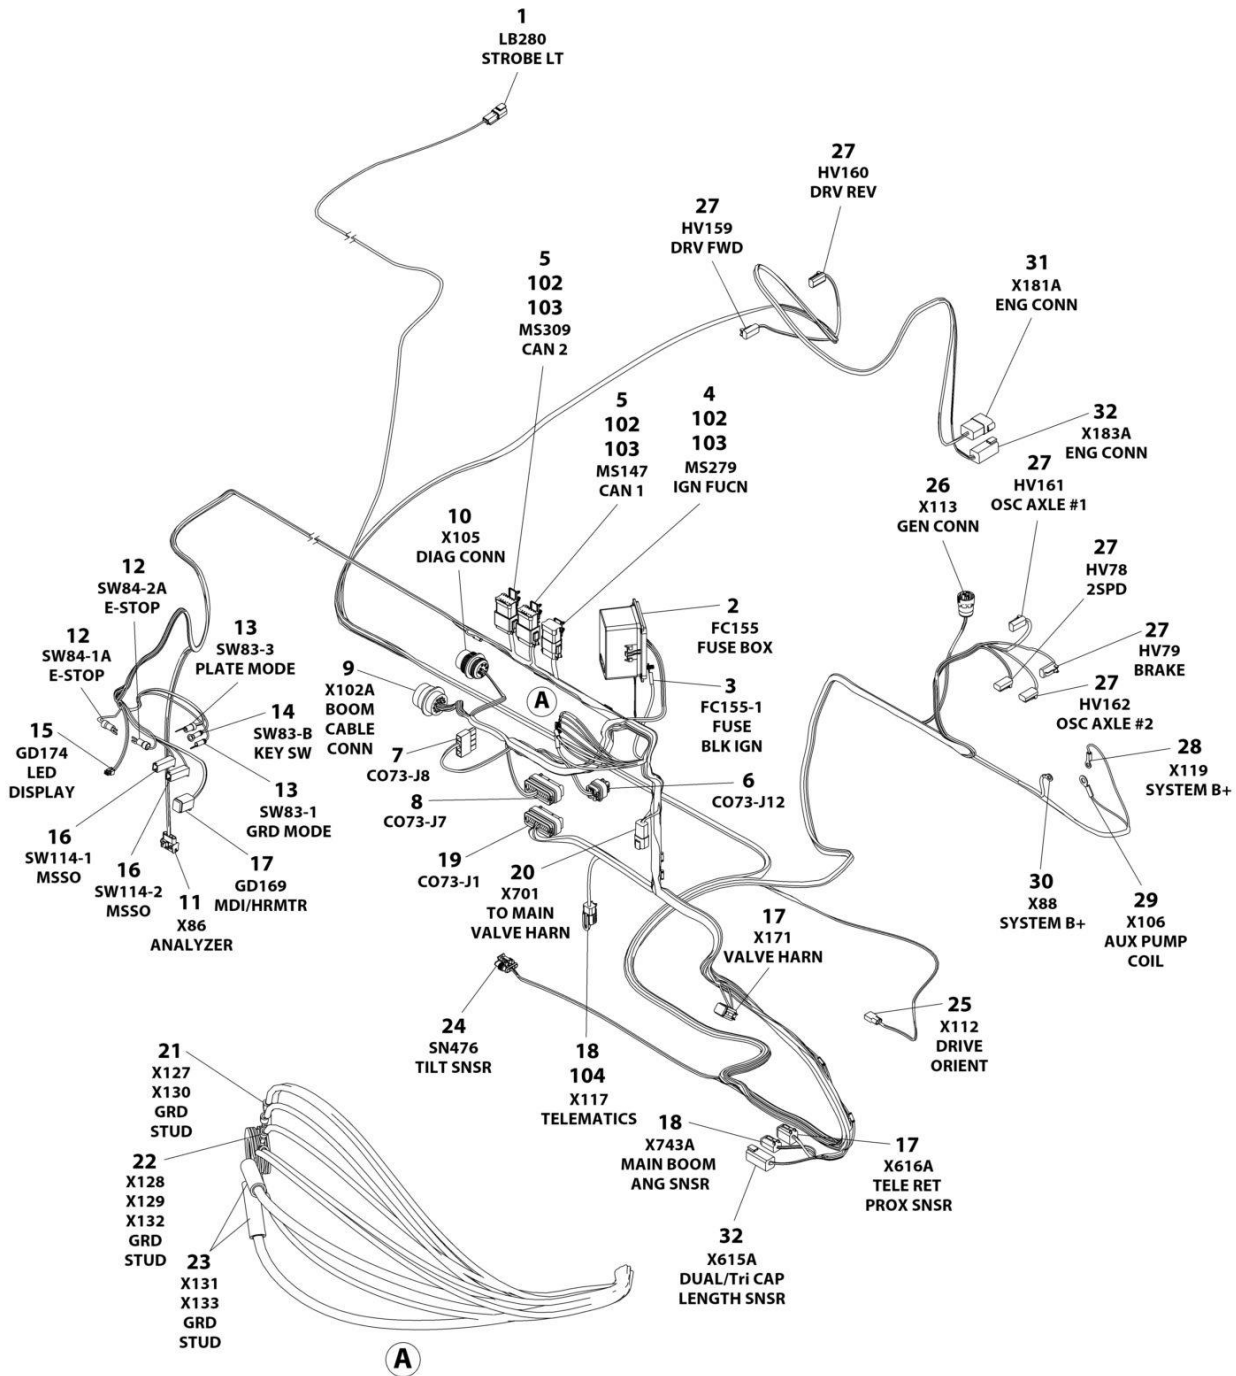 1
LB280
STROBE LT
27
HV160
DRV REV
27
HV159
DRV FWD
31
X181A
ENG CONN
5
102
103
MS309
CAN 2
5
102
103
MS147
CAN 1
4
102
103
MS279
IGN FUCN
32
X183A
ENG CONN
27
HV161
OSC AXLE #1
26
X113
GEN CONN
10
X105
DIAG CONN
27
HV78
2SPD
12
SW84-2A
E-STOP
13
SW83-3
PLATE MODE
2
FC155
FUSE BOX
12
SW84-1A
E-STOP
27
HV79
BRAKE
9
X102A
BOOM
CABLE
CONN
A
3
FC155-1
FUSE
BLK IGN
27
HV162
OSC AXLE #2
14
SW83-B
KEY SW
15
GD174
LED
DISPLAY
7
CO73-J8
28
X119
SYSTEM B+
13
SW83-1
GRD MODE
8
CO73-J7
6
CO73-J12
16
SW114-1
MSSO
16
SW114-2
MSSO
17
GD169
MDI/HRMTR
19
CO73-J1
20
X701
TO MAIN
VALVE HARN
11
X86
ANALYZER
30
X88
SYSTEM B+
29
X106
AUX PUMP
COIL
17
X171
VALVE HARN
24
SN476
TILT SNSR
18
104
X117
TELEMATICS
25
X112
DRIVE
ORIENT
21
X127
X130
GRD
STUD
18
X743A
MAIN BOOM
ANG SNSR
17
X616A
TELE RET
PROX SNSR
22
X128
X129
X132
GRD
STUD
32
X615A
DUAL/Tri CAP
LENGTH SNSR
23
X131
X133
GRD
STUD
A